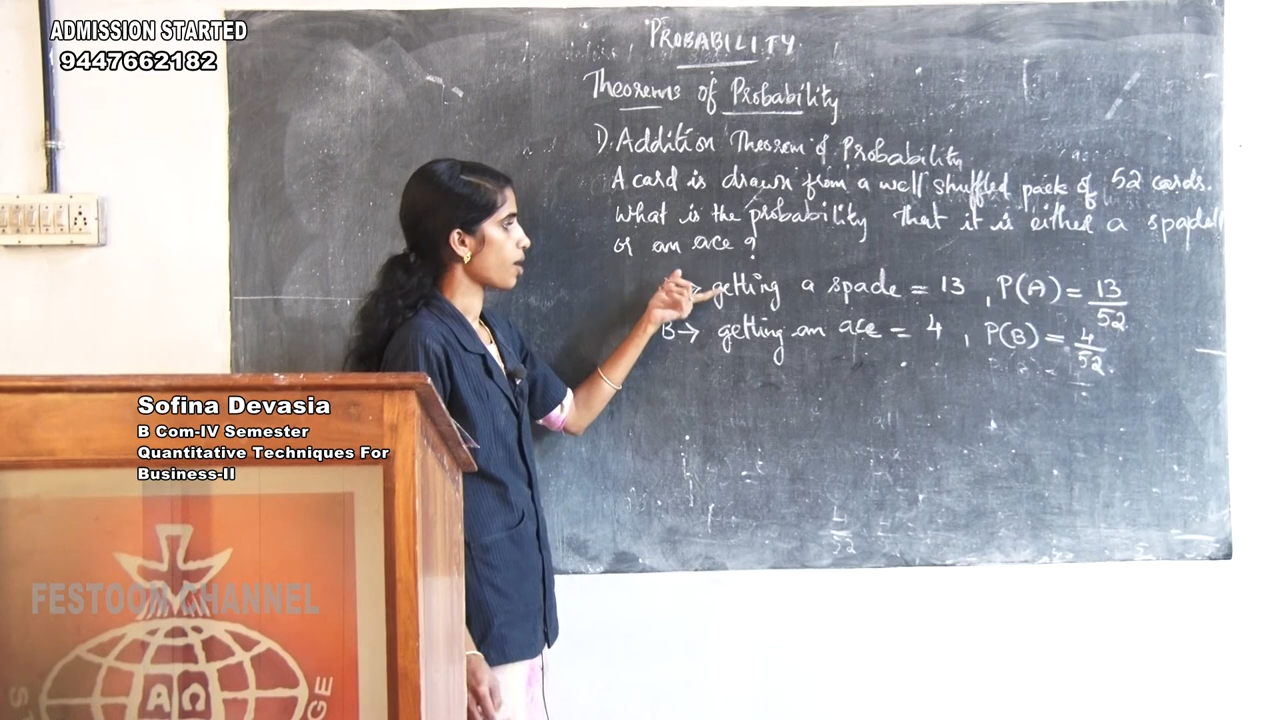 ADMISSION STARTED
9447662182
PROBABILITY
Theorems of Probability
1). Addition Theorem of Probability
A card is drawn from a well shuffled pack of 52 cards.
What is the probability that it is either a spade
or an ace ?
getting a spade = 13 , P(A) = 13/52
B → getting an ace = 4 , P(B) = 4/52.
4/52
Sofina Devasia
B Com-IV Semester
Quantitative Techniques For
Business-II
FESTOON CHANNEL
A Ω
GE